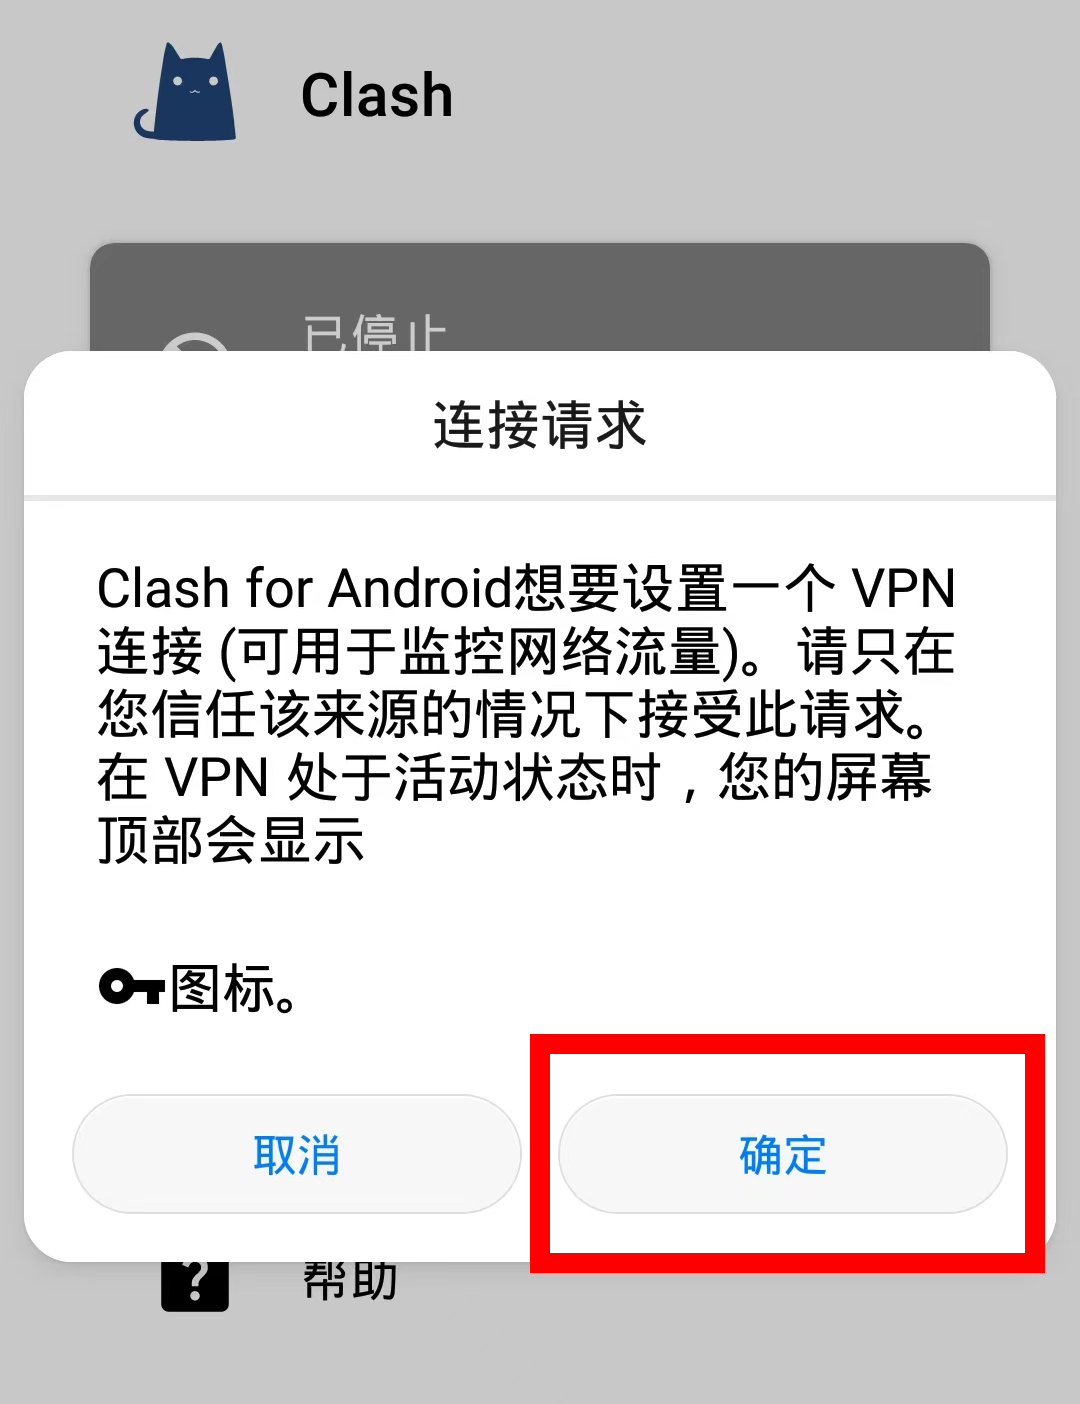 Clash
已停止
连接请求
Clash for Android想要设置一个 VPN
连接 (可用于监控网络流量)。请只在
您信任该来源的情况下接受此请求。
在 VPN 处于活动状态时，您的屏幕
顶部会显示
图标。
取消
确定
帮助